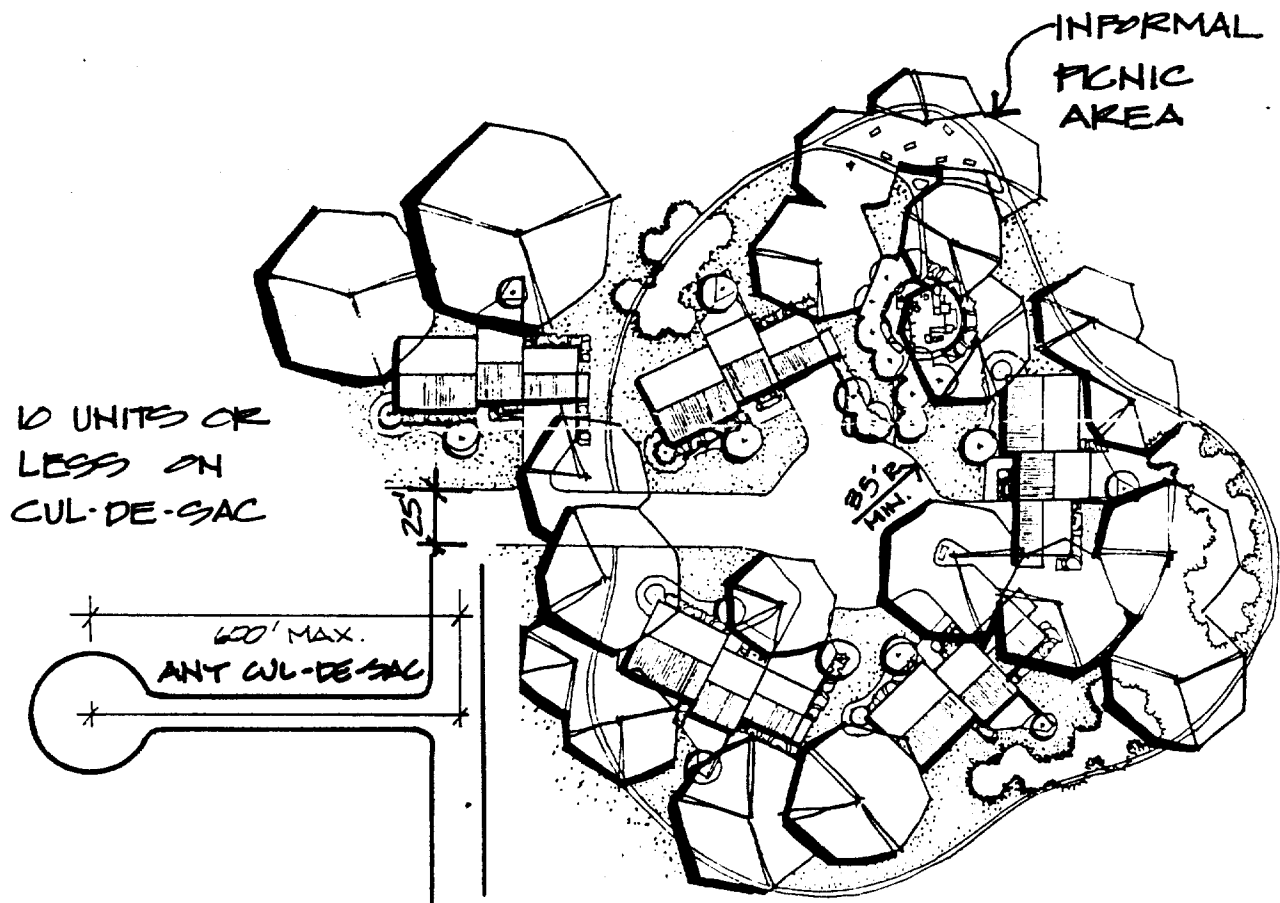 INFORMAL
PICNIC
AREA
10 UNITS OR
LESS ON
CUL-DE-SAC
25'
35'R
MIN.
600' MAX.
ANY CUL-DE-SAC